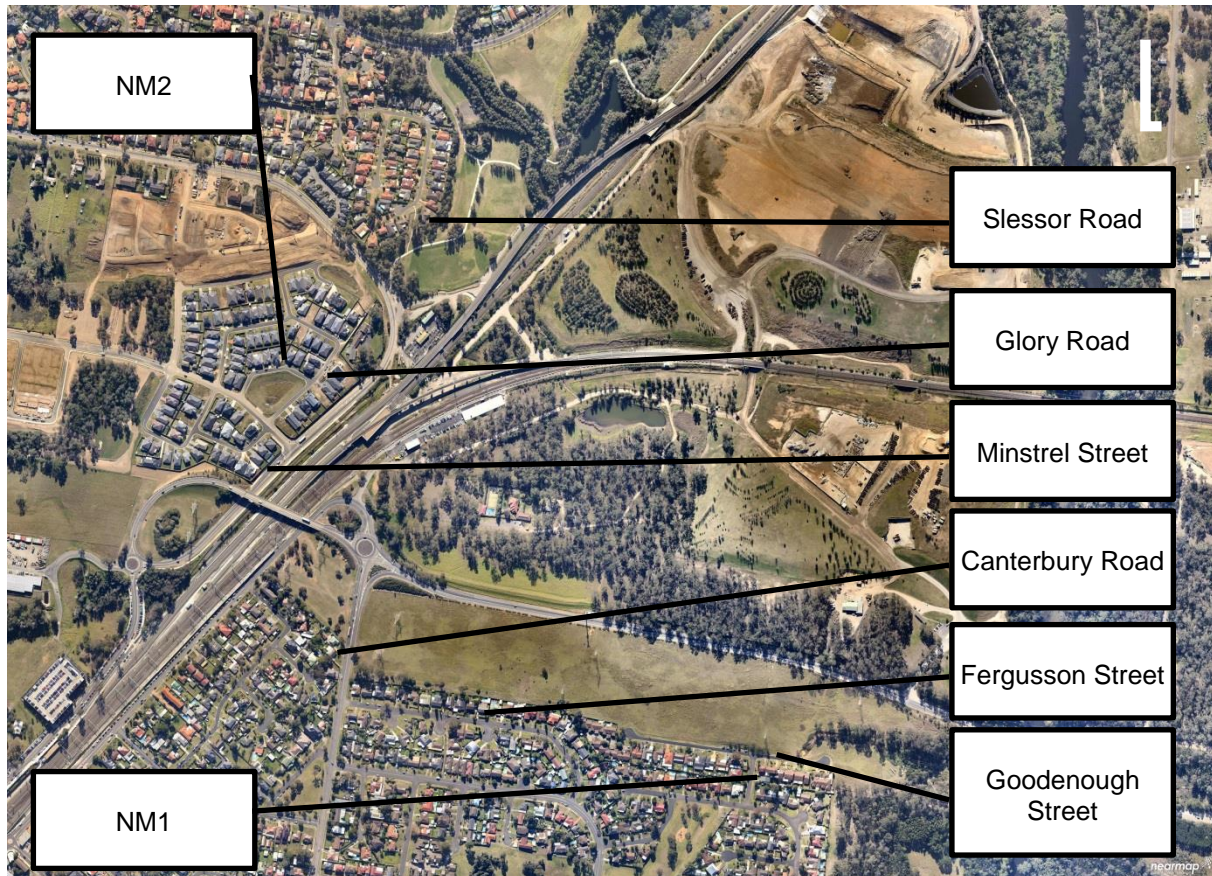 NM2
Slessor Road
Glory Road
Minstrel Street
Canterbury Road
Fergusson Street
Goodenough
Street
NM1
nearmap